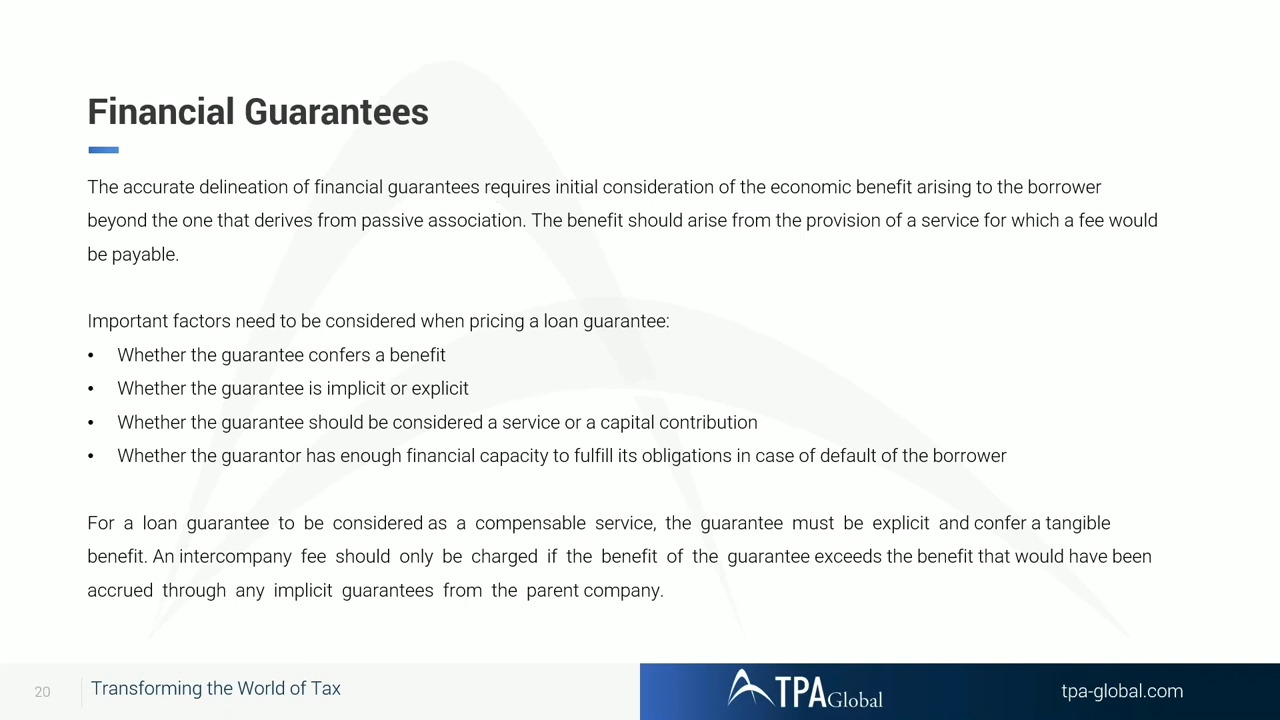 Financial Guarantees
The accurate delineation of financial guarantees requires initial consideration of the economic benefit arising to the borrower
beyond the one that derives from passive association. The benefit should arise from the provision of a service for which a fee would
be payable.
Important factors need to be considered when pricing a loan guarantee:
• Whether the guarantee confers a benefit
• Whether the guarantee is implicit or explicit
• Whether the guarantee should be considered a service or a capital contribution
• Whether the guarantor has enough financial capacity to fulfill its obligations in case of default of the borrower
For a loan guarantee to be considered as a compensable service, the guarantee must be explicit and confer a tangible
benefit. An intercompany fee should only be charged if the benefit of the guarantee exceeds the benefit that would have been
accrued through any implicit guarantees from the parent company.
20 Transforming the World of Tax TPA Global tpa-global.com